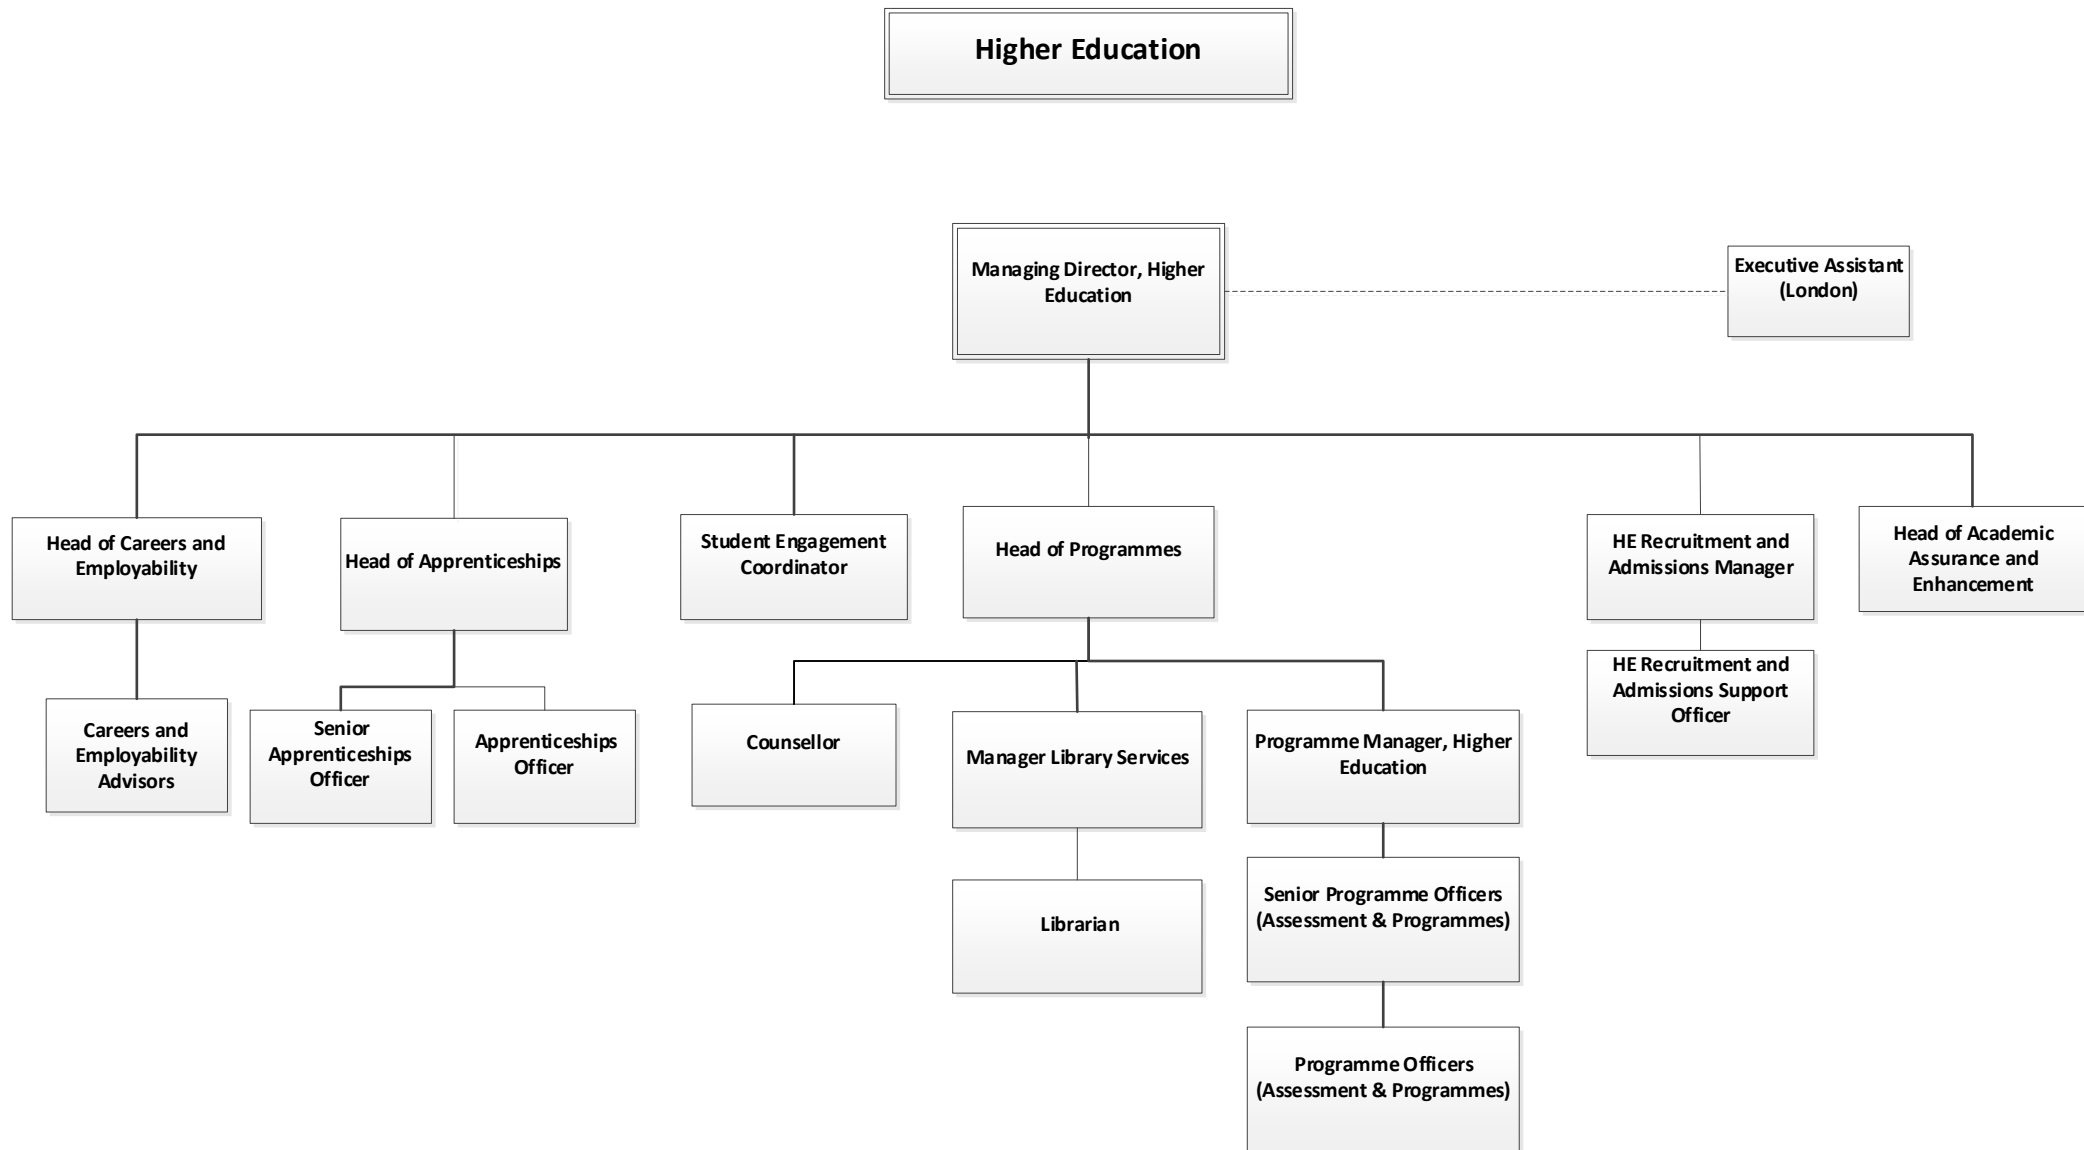 Higher Education
Managing Director, Higher
Education
Executive Assistant
(London)
Head of Careers and
Employability
Head of Apprenticeships
Student Engagement
Coordinator
Head of Programmes
HE Recruitment and
Admissions Manager
Head of Academic
Assurance and
Enhancement
Careers and
Employability
Advisors
Senior
Apprenticeships
Officer
Apprenticeships
Officer
Counsellor
Manager Library Services
Programme Manager, Higher
Education
HE Recruitment and
Admissions Support
Officer
Librarian
Senior Programme Officers
(Assessment & Programmes)
Programme Officers
(Assessment & Programmes)